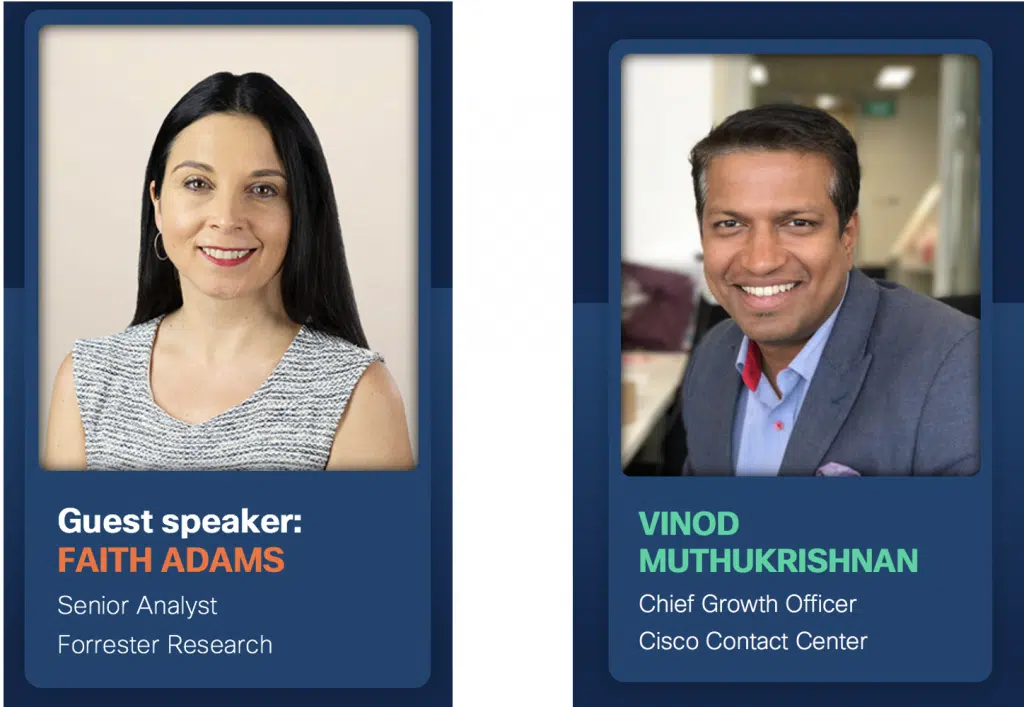 Guest speaker:
FAITH ADAMS
Senior Analyst
Forrester Research
VINOD
MUTHUKRISHNAN
Chief Growth Officer
Cisco Contact Center